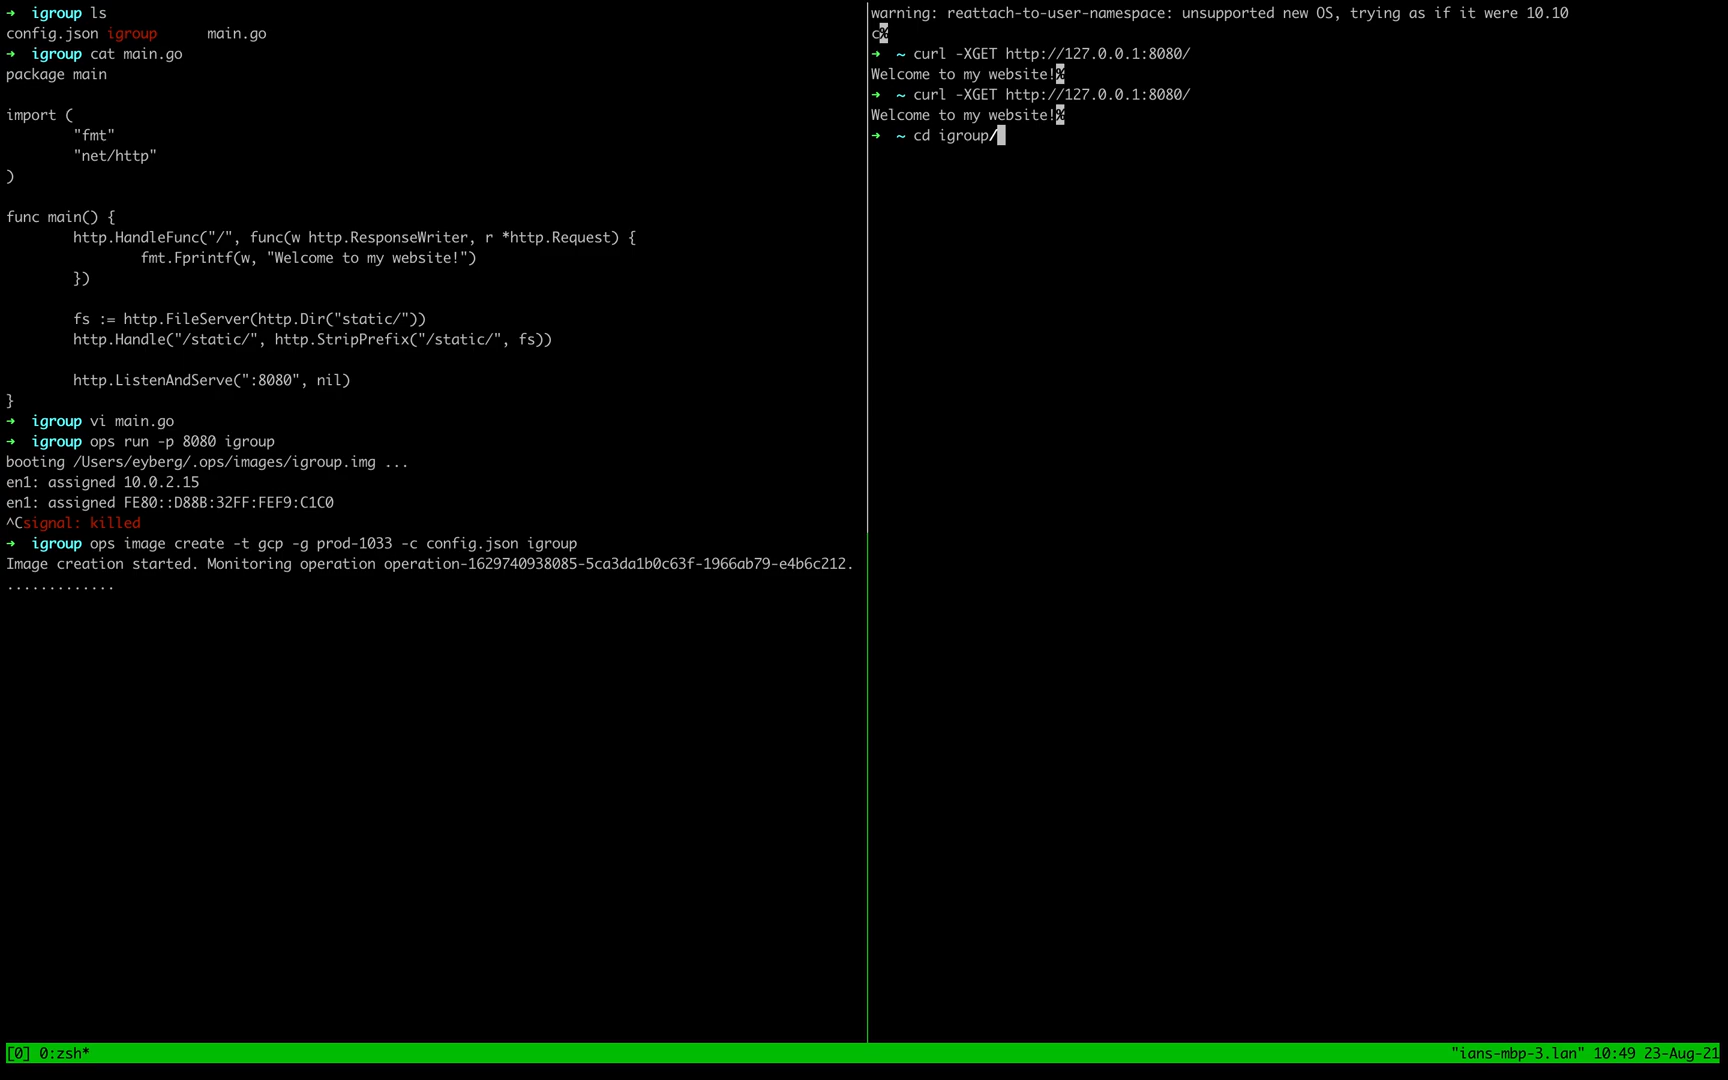 ➜  igroup ls
config.json igroup      main.go
➜  igroup cat main.go
package main

import (
        "fmt"
        "net/http"
)

func main() {
        http.HandleFunc("/", func(w http.ResponseWriter, r *http.Request) {
                fmt.Fprintf(w, "Welcome to my website!")
        })

        fs := http.FileServer(http.Dir("static/"))
        http.Handle("/static/", http.StripPrefix("/static/", fs))

        http.ListenAndServe(":8080", nil)
}
➜  igroup vi main.go
➜  igroup ops run -p 8080 igroup
booting /Users/eyberg/.ops/images/igroup.img ...
en1: assigned 10.0.2.15
en1: assigned FE80::D88B:32FF:FEF9:C1C0
^Csignal: killed
➜  igroup ops image create -t gcp -g prod-1033 -c config.json igroup
Image creation started. Monitoring operation operation-1629740938085-5ca3da1b0c63f-1966ab79-e4b6c212.
.............
warning: reattach-to-user-namespace: unsupported new OS, trying as if it were 10.10
c%
➜  ~ curl -XGET http://127.0.0.1:8080/
Welcome to my website!%
➜  ~ curl -XGET http://127.0.0.1:8080/
Welcome to my website!%
➜  ~ cd igroup/
[0] 0:zsh*
"ians-mbp-3.lan" 10:49 23-Aug-21